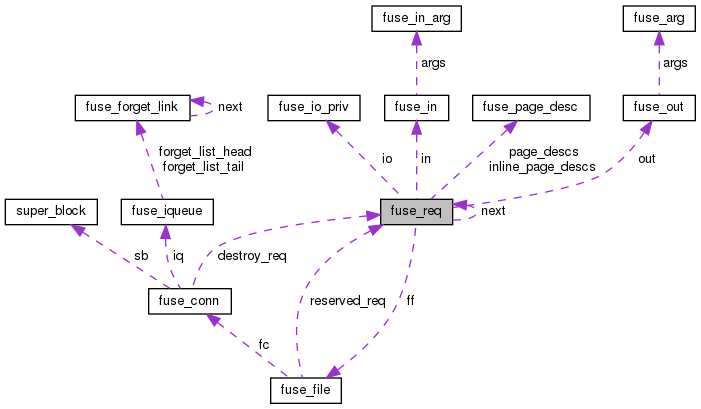 fuse_in_arg
fuse_arg
args
args
fuse_forget_link
next
fuse_io_priv
fuse_in
fuse_page_desc
fuse_out
forget_list_head
forget_list_tail
io
in
page_descs
inline_page_descs
out
super_block
fuse_iqueue
fuse_req
next
sb
iq
destroy_req
fuse_conn
reserved_req
ff
fc
fuse_file